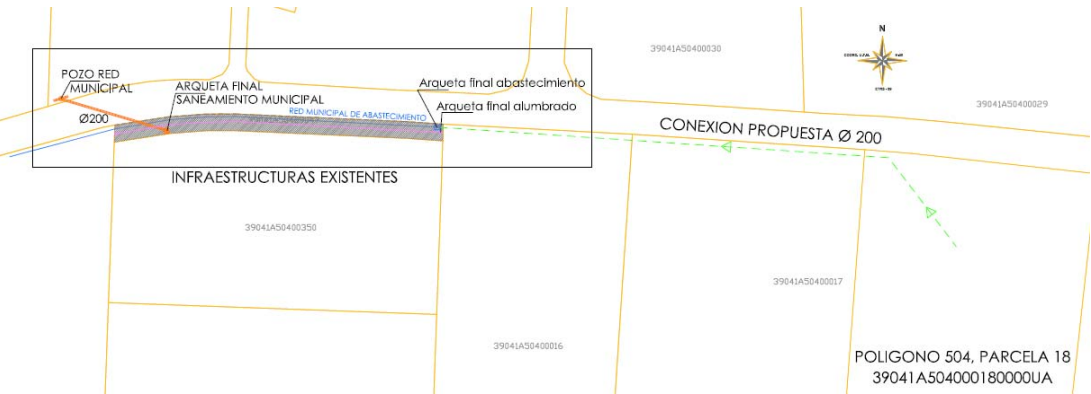 39041A50400030
N
39041A50400029
POZO RED
MUNICIPAL
ARQUETA FINAL
SANEAMIENTO MUNICIPAL
Arqueta final abastecimiento
Arqueta final alumbrado
Ø200
RED MUNICIPAL DE ABASTECIMIENTO
CONEXION PROPUESTA Ø 200
INFRAESTRUCTURAS EXISTENTES
39041A50400350
39041A50400017
39041A50400016
POLIGONO 504, PARCELA 18
39041A504000180000UA